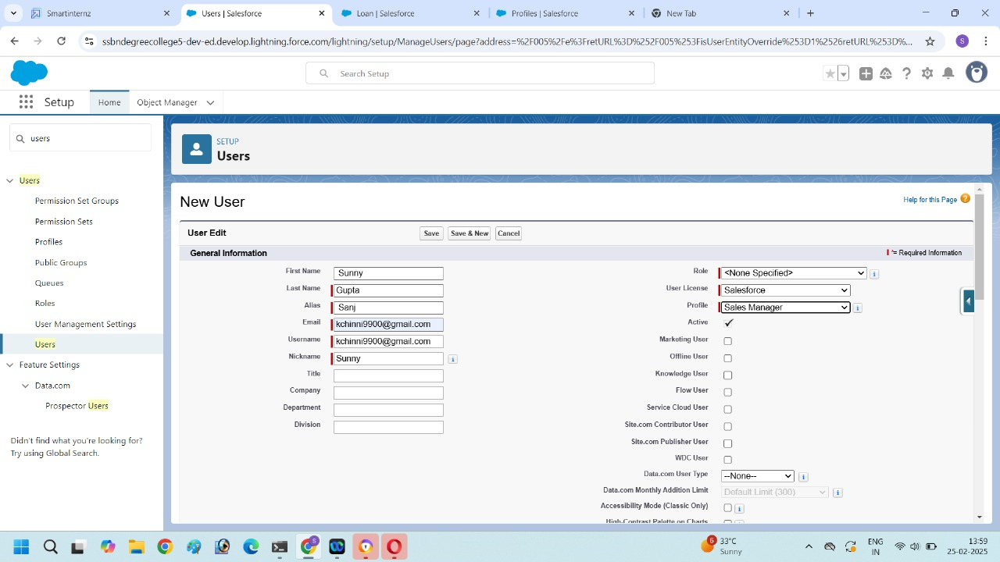 Smartinternz
Users | Salesforce
Loan | Salesforce
Profiles | Salesforce
New Tab
ssbndegreecollege5-dev-ed.develop.lightning.force.com/lightning/setup/ManageUsers/page?address=%2F005%2Fe%3FretURL%3D%252F005%253FisUserEntityOverride%253D1%2526retURL%253D%...
S
Search Setup
Setup
Home
Object Manager
users
Users
Permission Set Groups
Permission Sets
Profiles
Public Groups
Queues
Roles
User Management Settings
Users
Feature Settings
Data.com
Prospector Users
Didn't find what you're looking for?
Try using Global Search.
SETUP
Users
New User
Help for this Page ?
User Edit
Save
Save & New
Cancel
General Information
= Required Information
First Name Sunny
Last Name Gupta
Alias Sanj
Email kchinni9900@gmail.com
Username kchinni9900@gmail.com
Nickname Sunny i
Title
Company
Department
Division
Role <None Specified> i
User License Salesforce
Profile Sales Manager i
Active
Marketing User
Offline User
Knowledge User
Flow User
Service Cloud User
Site.com Contributor User
Site.com Publisher User
WDC User
Data.com User Type --None-- i
Data.com Monthly Addition Limit Default Limit (300) i
Accessibility Mode (Classic Only) i
High-Contrast Palette on Charts
6
33°C
Sunny
S
ENG
IN
13:59
25-02-2025